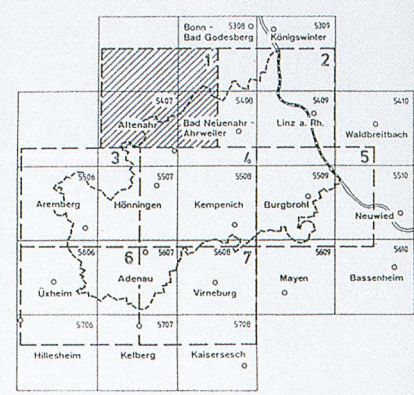 Bonn -
Bad Godesberg
5308
5309
Königswinter
1
2
5407
5408
5409
5410
Altenahr
Bad Neuenahr -
Ahrweiler
Linz a. Rh.
Waldbreitbach
3
4
5
5506
5507
5509
5510
Aremberg
Hönningen
Kempenich
Burgbrohl
Neuwied
5606
6
5607
5608
7
5609
5610
Üxheim
Adenau
Virneburg
Mayen
Bassenheim
5706
5707
5708
Hillesheim
Kelberg
Kaisersesch